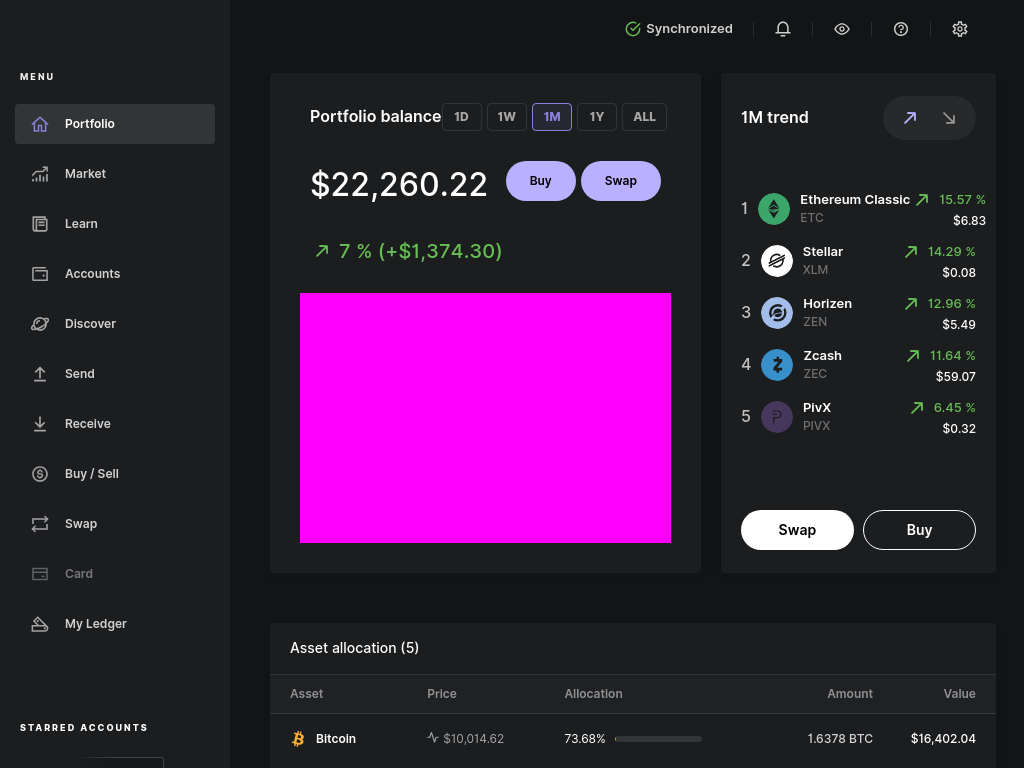 Synchronized
MENU
Portfolio
Market
Learn
Accounts
Discover
Send
Receive
Buy / Sell
Swap
Card
My Ledger
STARRED ACCOUNTS
Portfolio balance
1D 1W 1M 1Y ALL
$22,260.22
Buy Swap
7 % (+$1,374.30)
1M trend
1 Ethereum Classic 15.57 %
ETC $6.83
2 Stellar 14.29 %
XLM $0.08
3 Horizen 12.96 %
ZEN $5.49
4 Zcash 11.64 %
ZEC $59.07
5 PivX 6.45 %
PIVX $0.32
Swap Buy
Asset allocation (5)
Asset Price Allocation Amount Value
Bitcoin $10,014.62 73.68% 1.6378 BTC $16,402.04